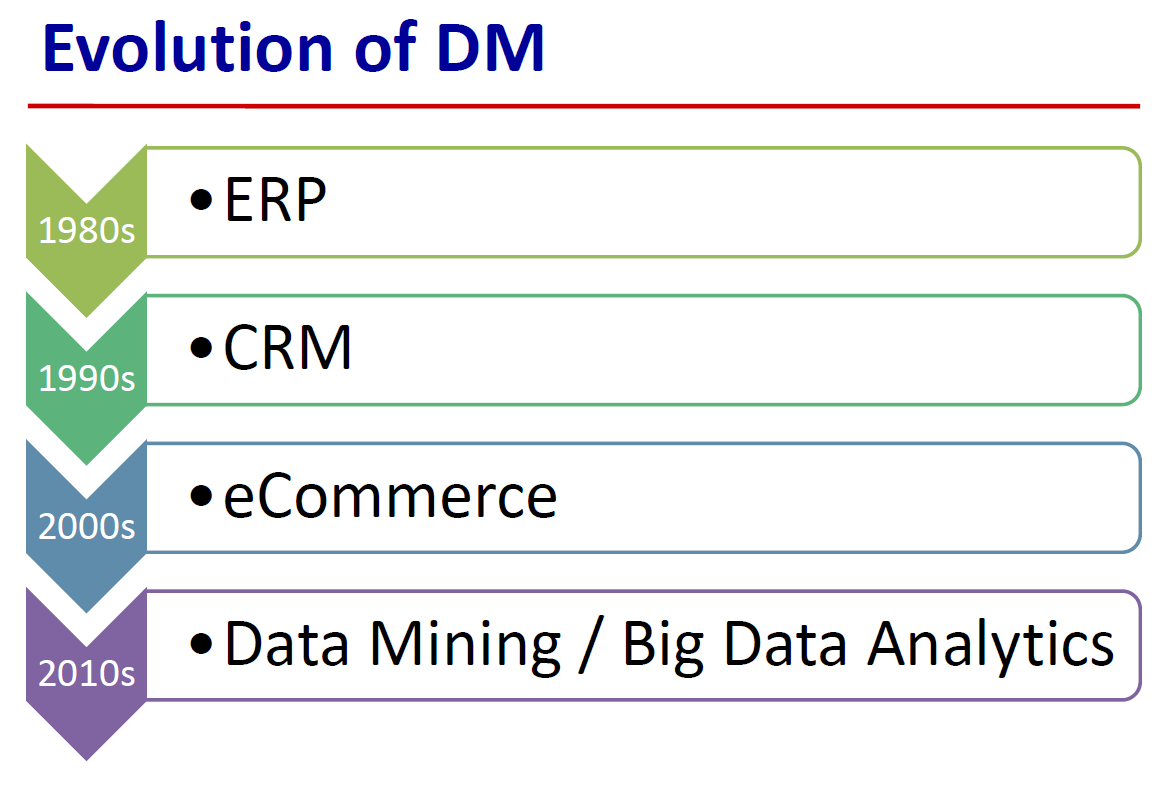 Evolution of DM
1980s
•ERP
1990s
•CRM
2000s
•eCommerce
2010s
•Data Mining / Big Data Analytics